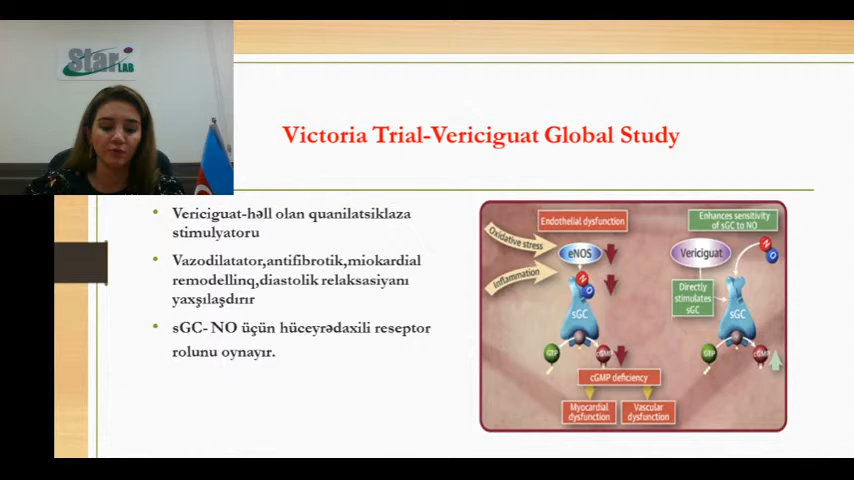 Star
LAB
Victoria Trial-Vericiguat Global Study
• Vericiguat-həll olan quanilatsiklaza
stimulyatoru
• Vazodilatator,antifibrotik,miokardial
remodellinq,diastolik relaksasiyanı
yaxşılaşdırır
• sGC- NO üçün hüceyrədaxili reseptor
rolunu oynayır.
Endothelial dysfunction
Oxidative stress
eNOS
Inflammation
N
O
sGC
GTP
cGMP
cGMP deficiency
Myocardial
dysfunction
Vascular
dysfunction
Enhances sensitivity
of sGC to NO
Vericiguat
N
O
Directly
stimulates
sGC
sGC
GTP
cGMP